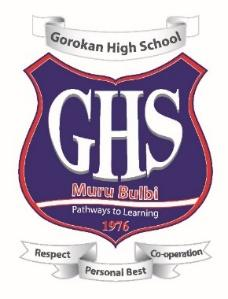 Gorokan High School
GHS
Muru Bulbi
Pathways to Learning
1976
Respect
Personal Best
Co-operation